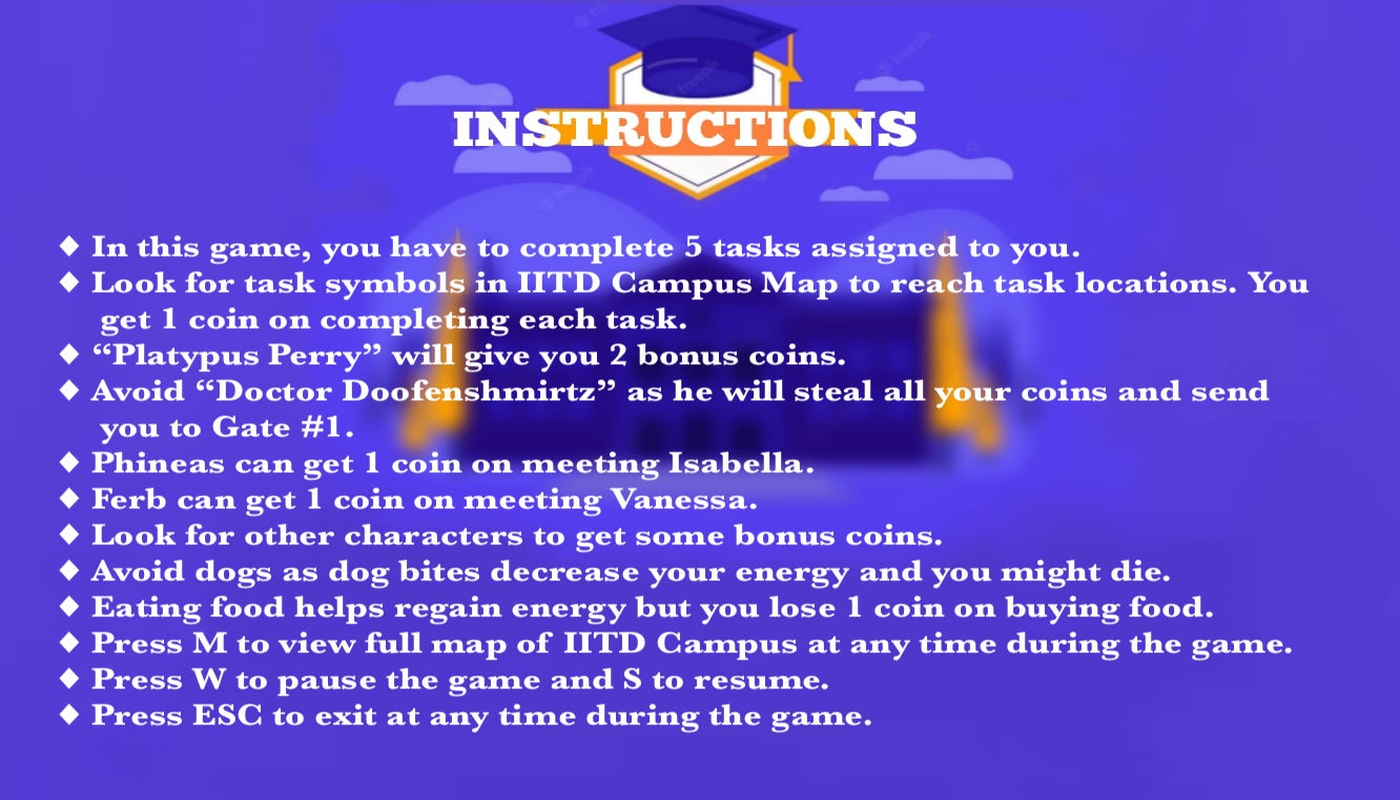 INSTRUCTIONS
◆ In this game, you have to complete 5 tasks assigned to you.
◆ Look for task symbols in IITD Campus Map to reach task locations. You
get 1 coin on completing each task.
◆ “Platypus Perry” will give you 2 bonus coins.
◆ Avoid “Doctor Doofenshmirtz” as he will steal all your coins and send
you to Gate #1.
◆ Phineas can get 1 coin on meeting Isabella.
◆ Ferb can get 1 coin on meeting Vanessa.
◆ Look for other characters to get some bonus coins.
◆ Avoid dogs as dog bites decrease your energy and you might die.
◆ Eating food helps regain energy but you lose 1 coin on buying food.
◆ Press M to view full map of IITD Campus at any time during the game.
◆ Press W to pause the game and S to resume.
◆ Press ESC to exit at any time during the game.